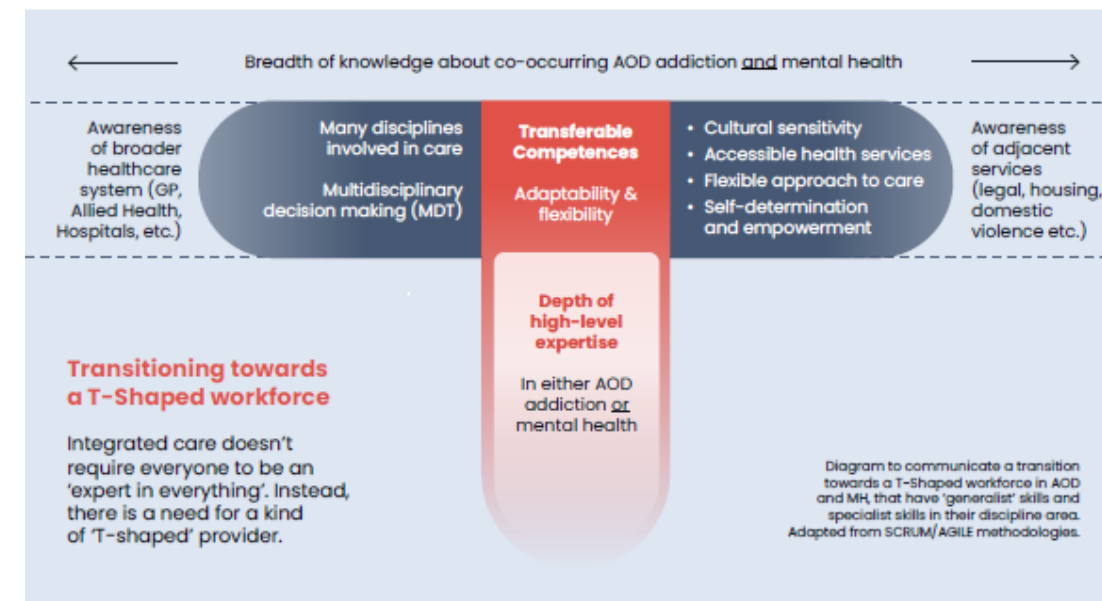 Breadth of knowledge about co-occurring AOD addiction and mental health
Awareness
of broader
healthcare
system (GP,
Allied Health,
Hospitals, etc.)
Many disciplines
involved in care
Multidisciplinary
decision making (MDT)
Transferable
Competences
Adaptability &
flexibility
• Cultural sensitivity
• Accessible health services
• Flexible approach to care
• Self-determination
and empowerment
Awareness
of adjacent
services
(legal, housing,
domestic
violence etc.)
Depth of
high-level
expertise
In either AOD
addiction or
mental health
Transitioning towards
a T-Shaped workforce
Integrated care doesn't
require everyone to be an
'expert in everything'. Instead,
there is a need for a kind
of 'T-shaped' provider.
Diagram to communicate a transition
towards a T-Shaped workforce in AOD
and MH, that have 'generalist' skills and
specialist skills in their discipline area.
Adapted from SCRUM/AGILE methodologies.